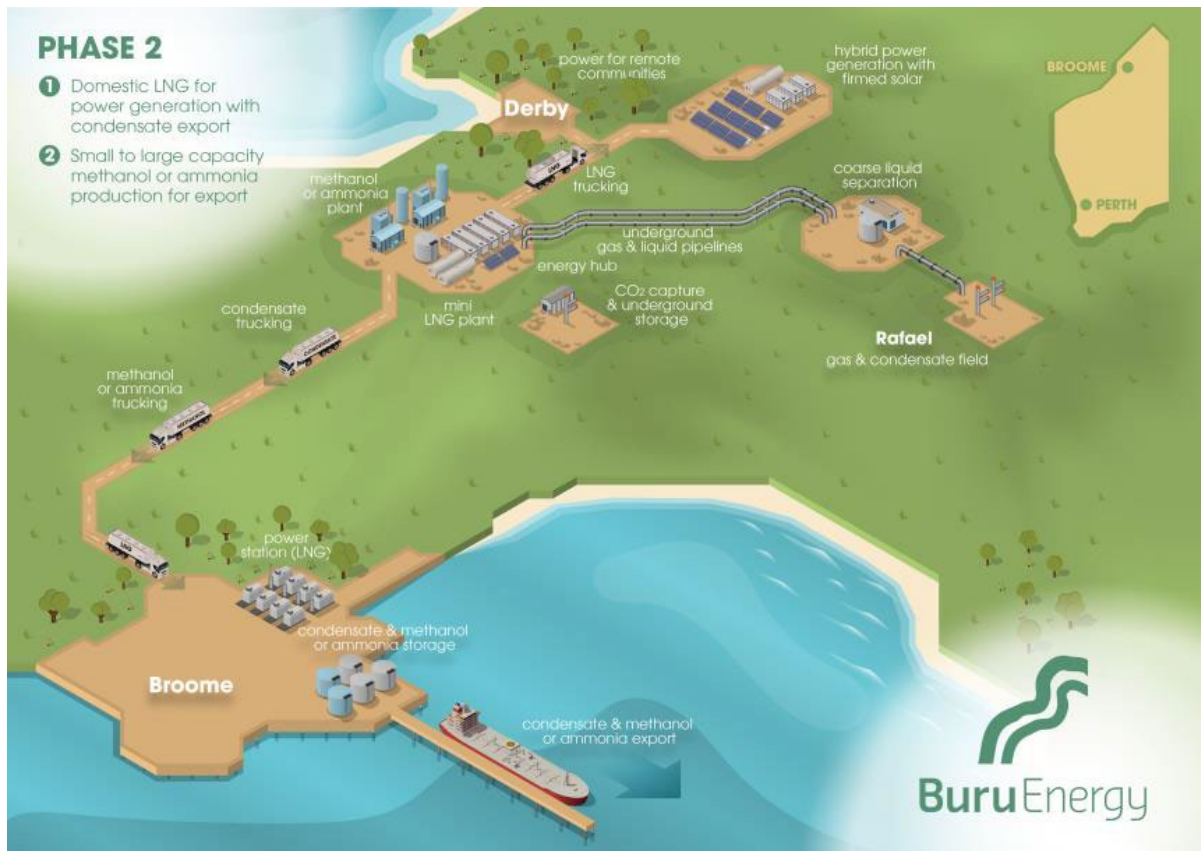 PHASE 2
1 Domestic LNG for
power generation with
condensate export
2 Small to large capacity
methanol or ammonia
production for export
power for remote
communities
Derby
hybrid power
generation with
firmed solar
BROOME
PERTH
methanol
or ammonia
plant
LNG
LNG
trucking
coarse liquid
separation
underground
gas & liquid pipelines
energy hub
mini
LNG plant
CO2 capture
& underground
storage
Rafael
gas & condensate field
condensate
trucking
CONDENSATE
methanol
or ammonia
trucking
METHANOL
LNG
power
station (LNG)
condensate & methanol
or ammonia storage
Broome
condensate & methanol
or ammonia export
Buru Energy